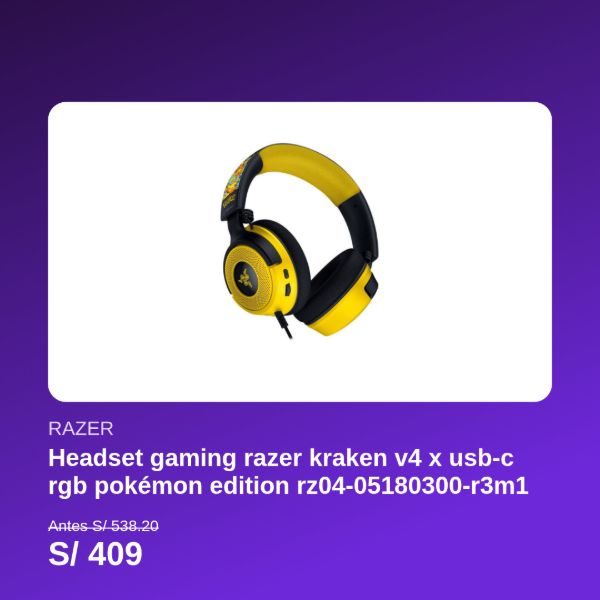 RAZER
Headset gaming razer kraken v4 x usb-c
rgb pokémon edition rz04-05180300-r3m1
Antes S/ 538.20
S/ 409